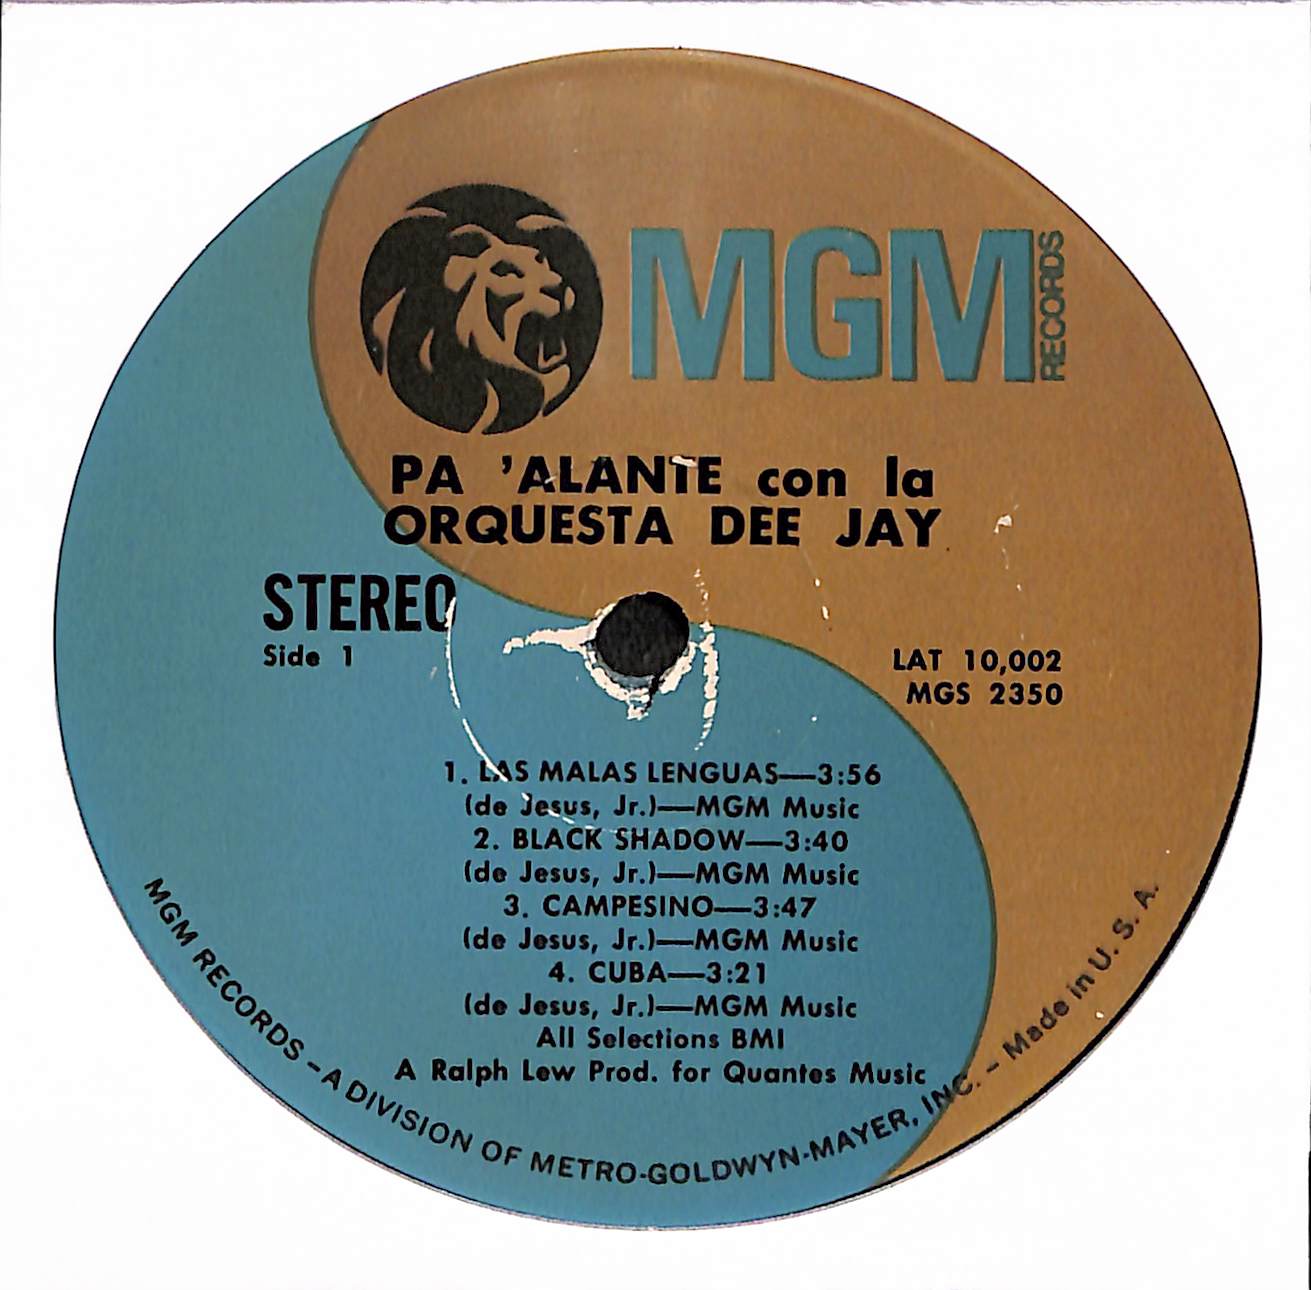 MGM
RECORDS
PA 'ALANTE con la
ORQUESTA DEE JAY
STEREO
Side 1
LAT 10,002
MGS 2350
1. LAS MALAS LENGUAS—3:56
(de Jesus, Jr.)—MGM Music
2. BLACK SHADOW—3:40
(de Jesus, Jr.)—MGM Music
3. CAMPESINO—3:47
(de Jesus, Jr.)—MGM Music
4. CUBA—3:21
(de Jesus, Jr.)—MGM Music
All Selections BMI
A Ralph Lew Prod. for Quantes Music
MGM RECORDS – A DIVISION OF METRO-GOLDWYN-MAYER, INC. – Made in U. S. A.